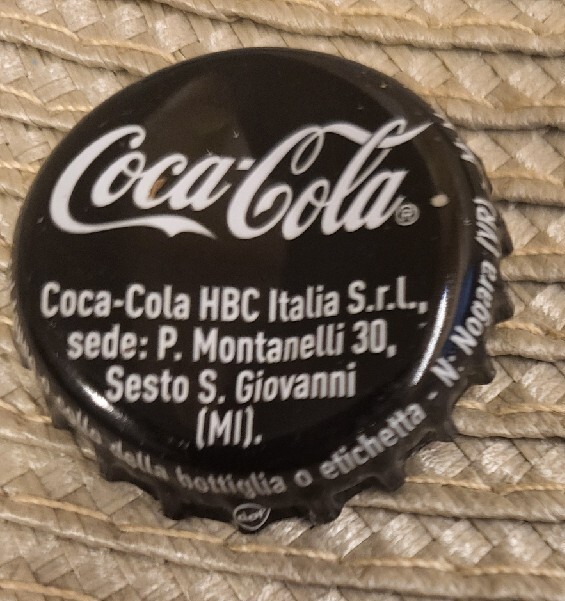 Coca-Cola®
Coca-Cola HBC Italia S.r.l.,
sede: P. Montanelli 30,
Sesto S. Giovanni
(MI).
della bottiglia o etichetta - N: Nogara (VR)